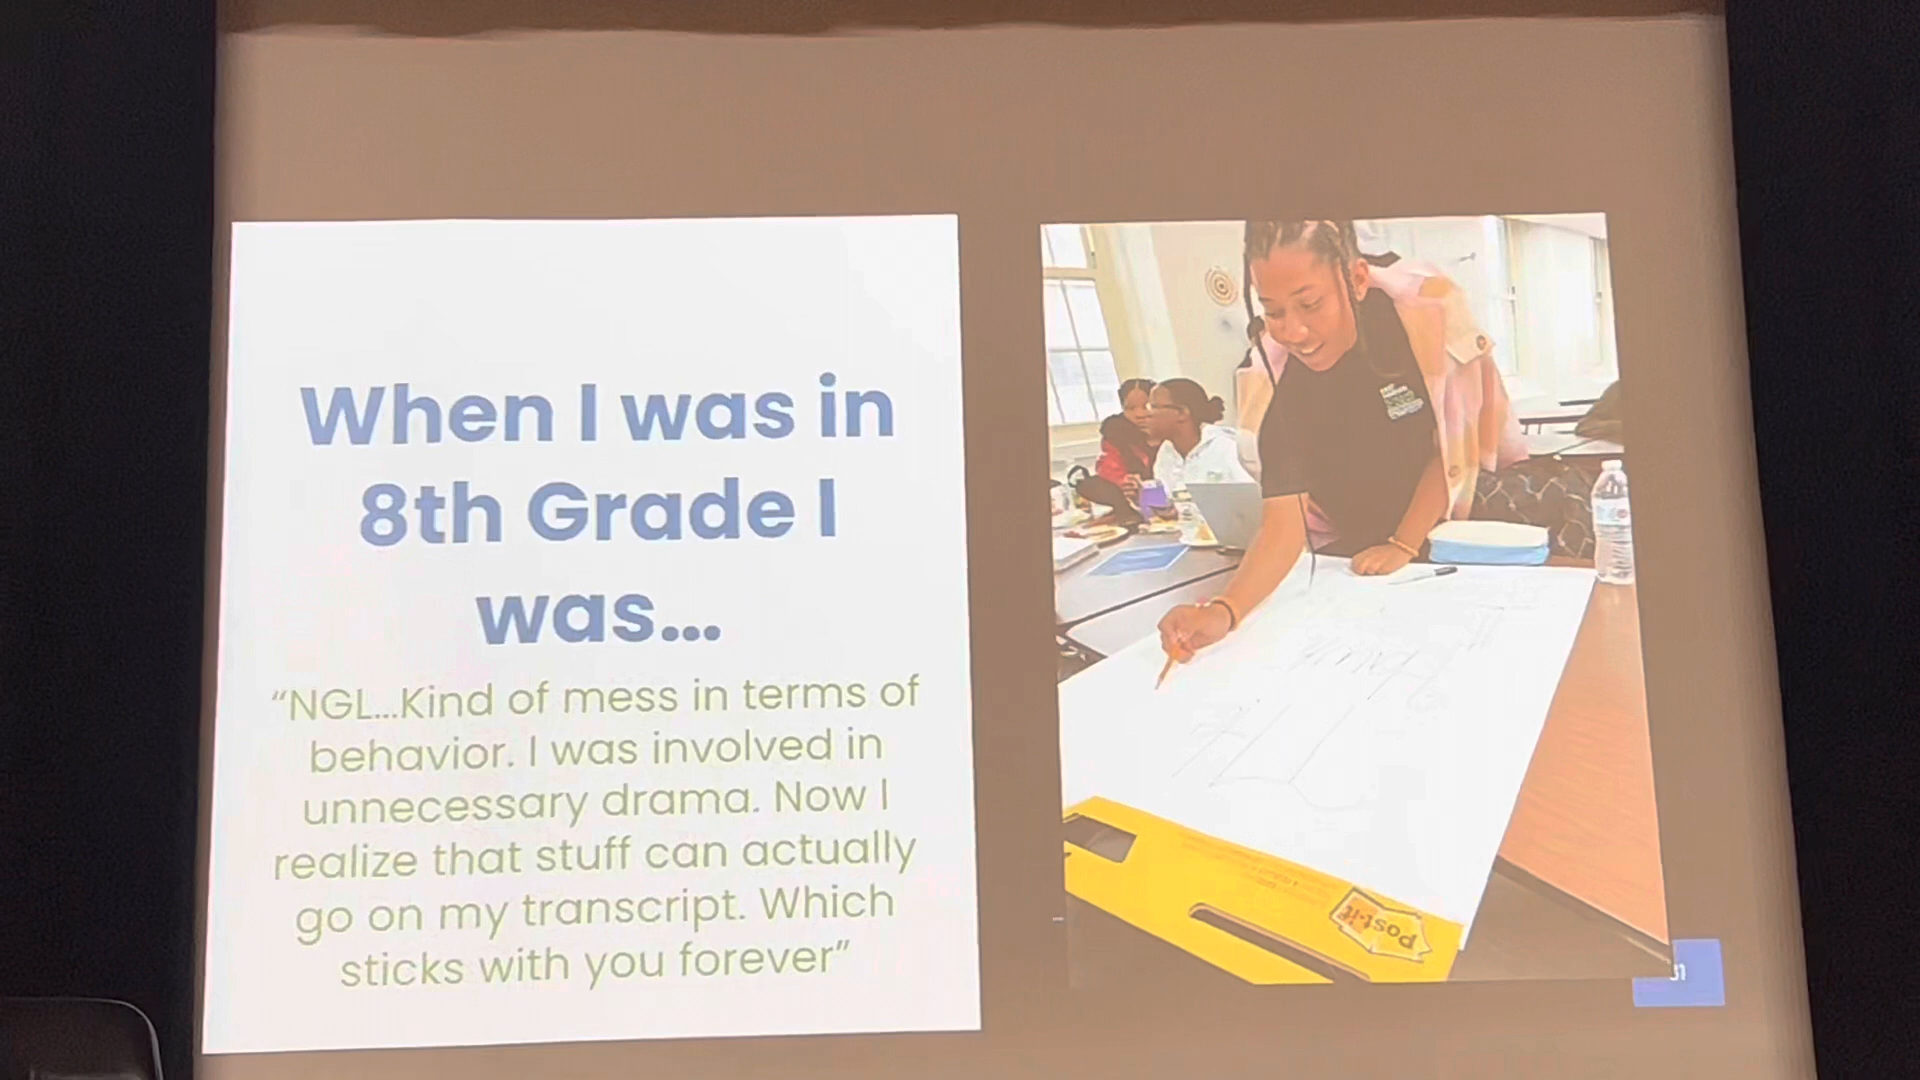 When I was in
8th Grade I
was...
“NGL...Kind of mess in terms of
behavior. I was involved in
unnecessary drama. Now I
realize that stuff can actually
go on my transcript. Which
sticks with you forever”
post-it
31